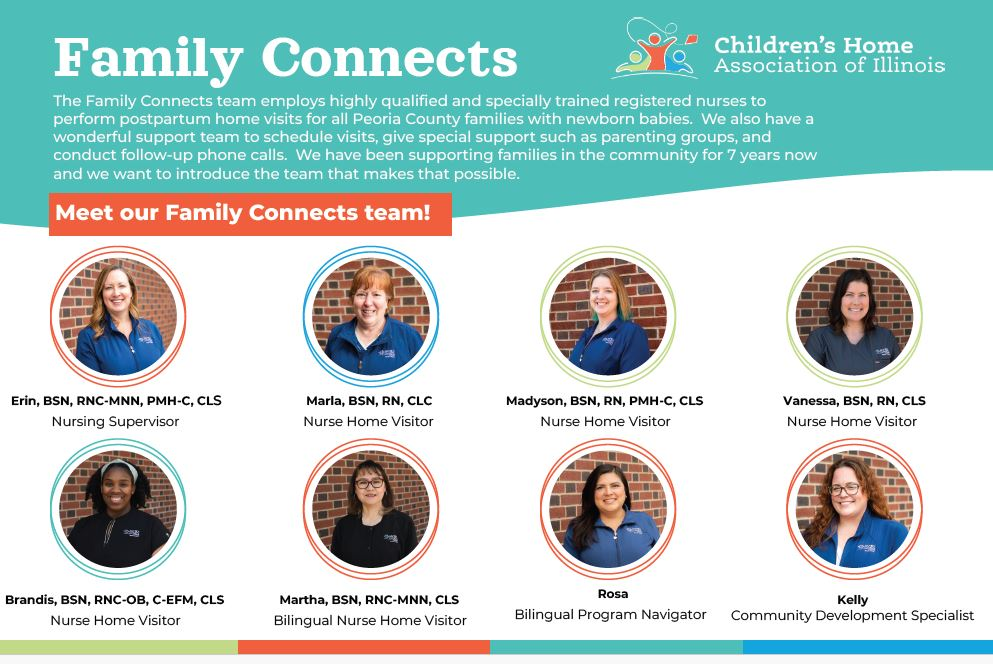 Family Connects
Children's Home
Association of Illinois
The Family Connects team employs highly qualified and specially trained registered nurses to
perform postpartum home visits for all Peoria County families with newborn babies.  We also have a
wonderful support team to schedule visits, give special support such as parenting groups, and
conduct follow-up phone calls.  We have been supporting families in the community for 7 years now
and we want to introduce the team that makes that possible.
Meet our Family Connects team!
Erin, BSN, RNC-MNN, PMH-C, CLS
Nursing Supervisor
Marla, BSN, RN, CLC
Nurse Home Visitor
Madyson, BSN, RN, PMH-C, CLS
Nurse Home Visitor
Vanessa, BSN, RN, CLS
Nurse Home Visitor
Brandis, BSN, RNC-OB, C-EFM, CLS
Nurse Home Visitor
Martha, BSN, RNC-MNN, CLS
Bilingual Nurse Home Visitor
Rosa
Bilingual Program Navigator
Kelly
Community Development Specialist